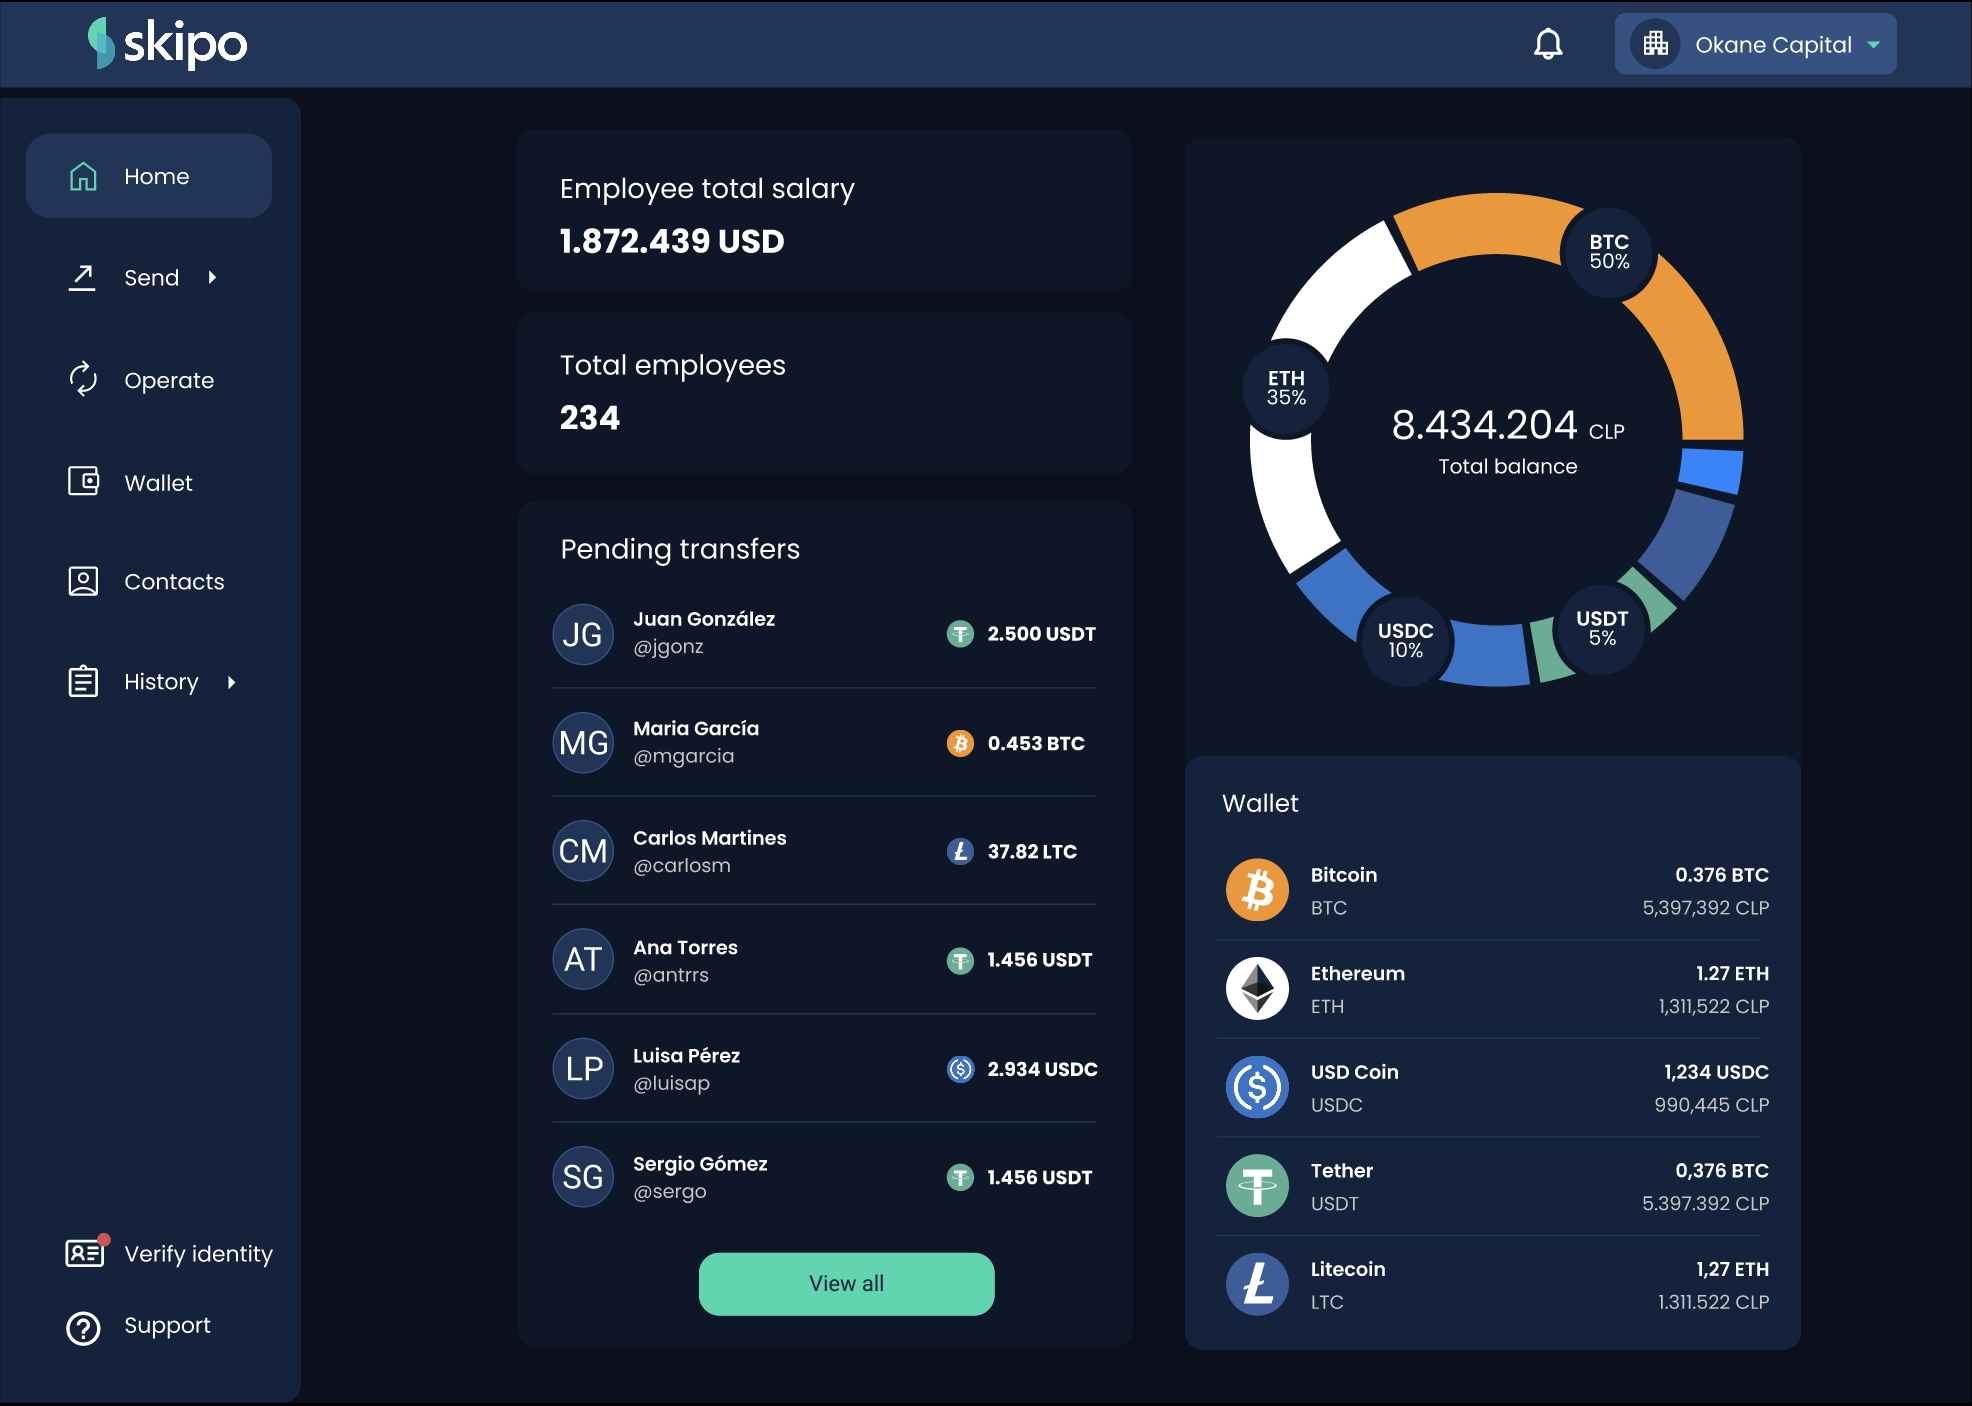 skipo
Okane Capital
Home
Send
Operate
Wallet
Contacts
History
Verify identity
Support
Employee total salary
1.872.439 USD
Total employees
234
Pending transfers
JG
Juan González
@jgonz
2.500 USDT
MG
Maria García
@mgarcia
0.453 BTC
CM
Carlos Martines
@carlosm
37.82 LTC
AT
Ana Torres
@antrrs
1.456 USDT
LP
Luisa Pérez
@luisap
2.934 USDC
SG
Sergio Gómez
@sergo
1.456 USDT
View all
BTC
50%
ETH
35%
8.434.204 CLP
Total balance
USDC
10%
USDT
5%
Wallet
Bitcoin
0.376 BTC
BTC
5,397,392 CLP
Ethereum
1.27 ETH
ETH
1,311,522 CLP
USD Coin
1,234 USDC
USDC
990,445 CLP
Tether
0,376 BTC
USDT
5.397.392 CLP
Litecoin
1,27 ETH
LTC
1.311.522 CLP